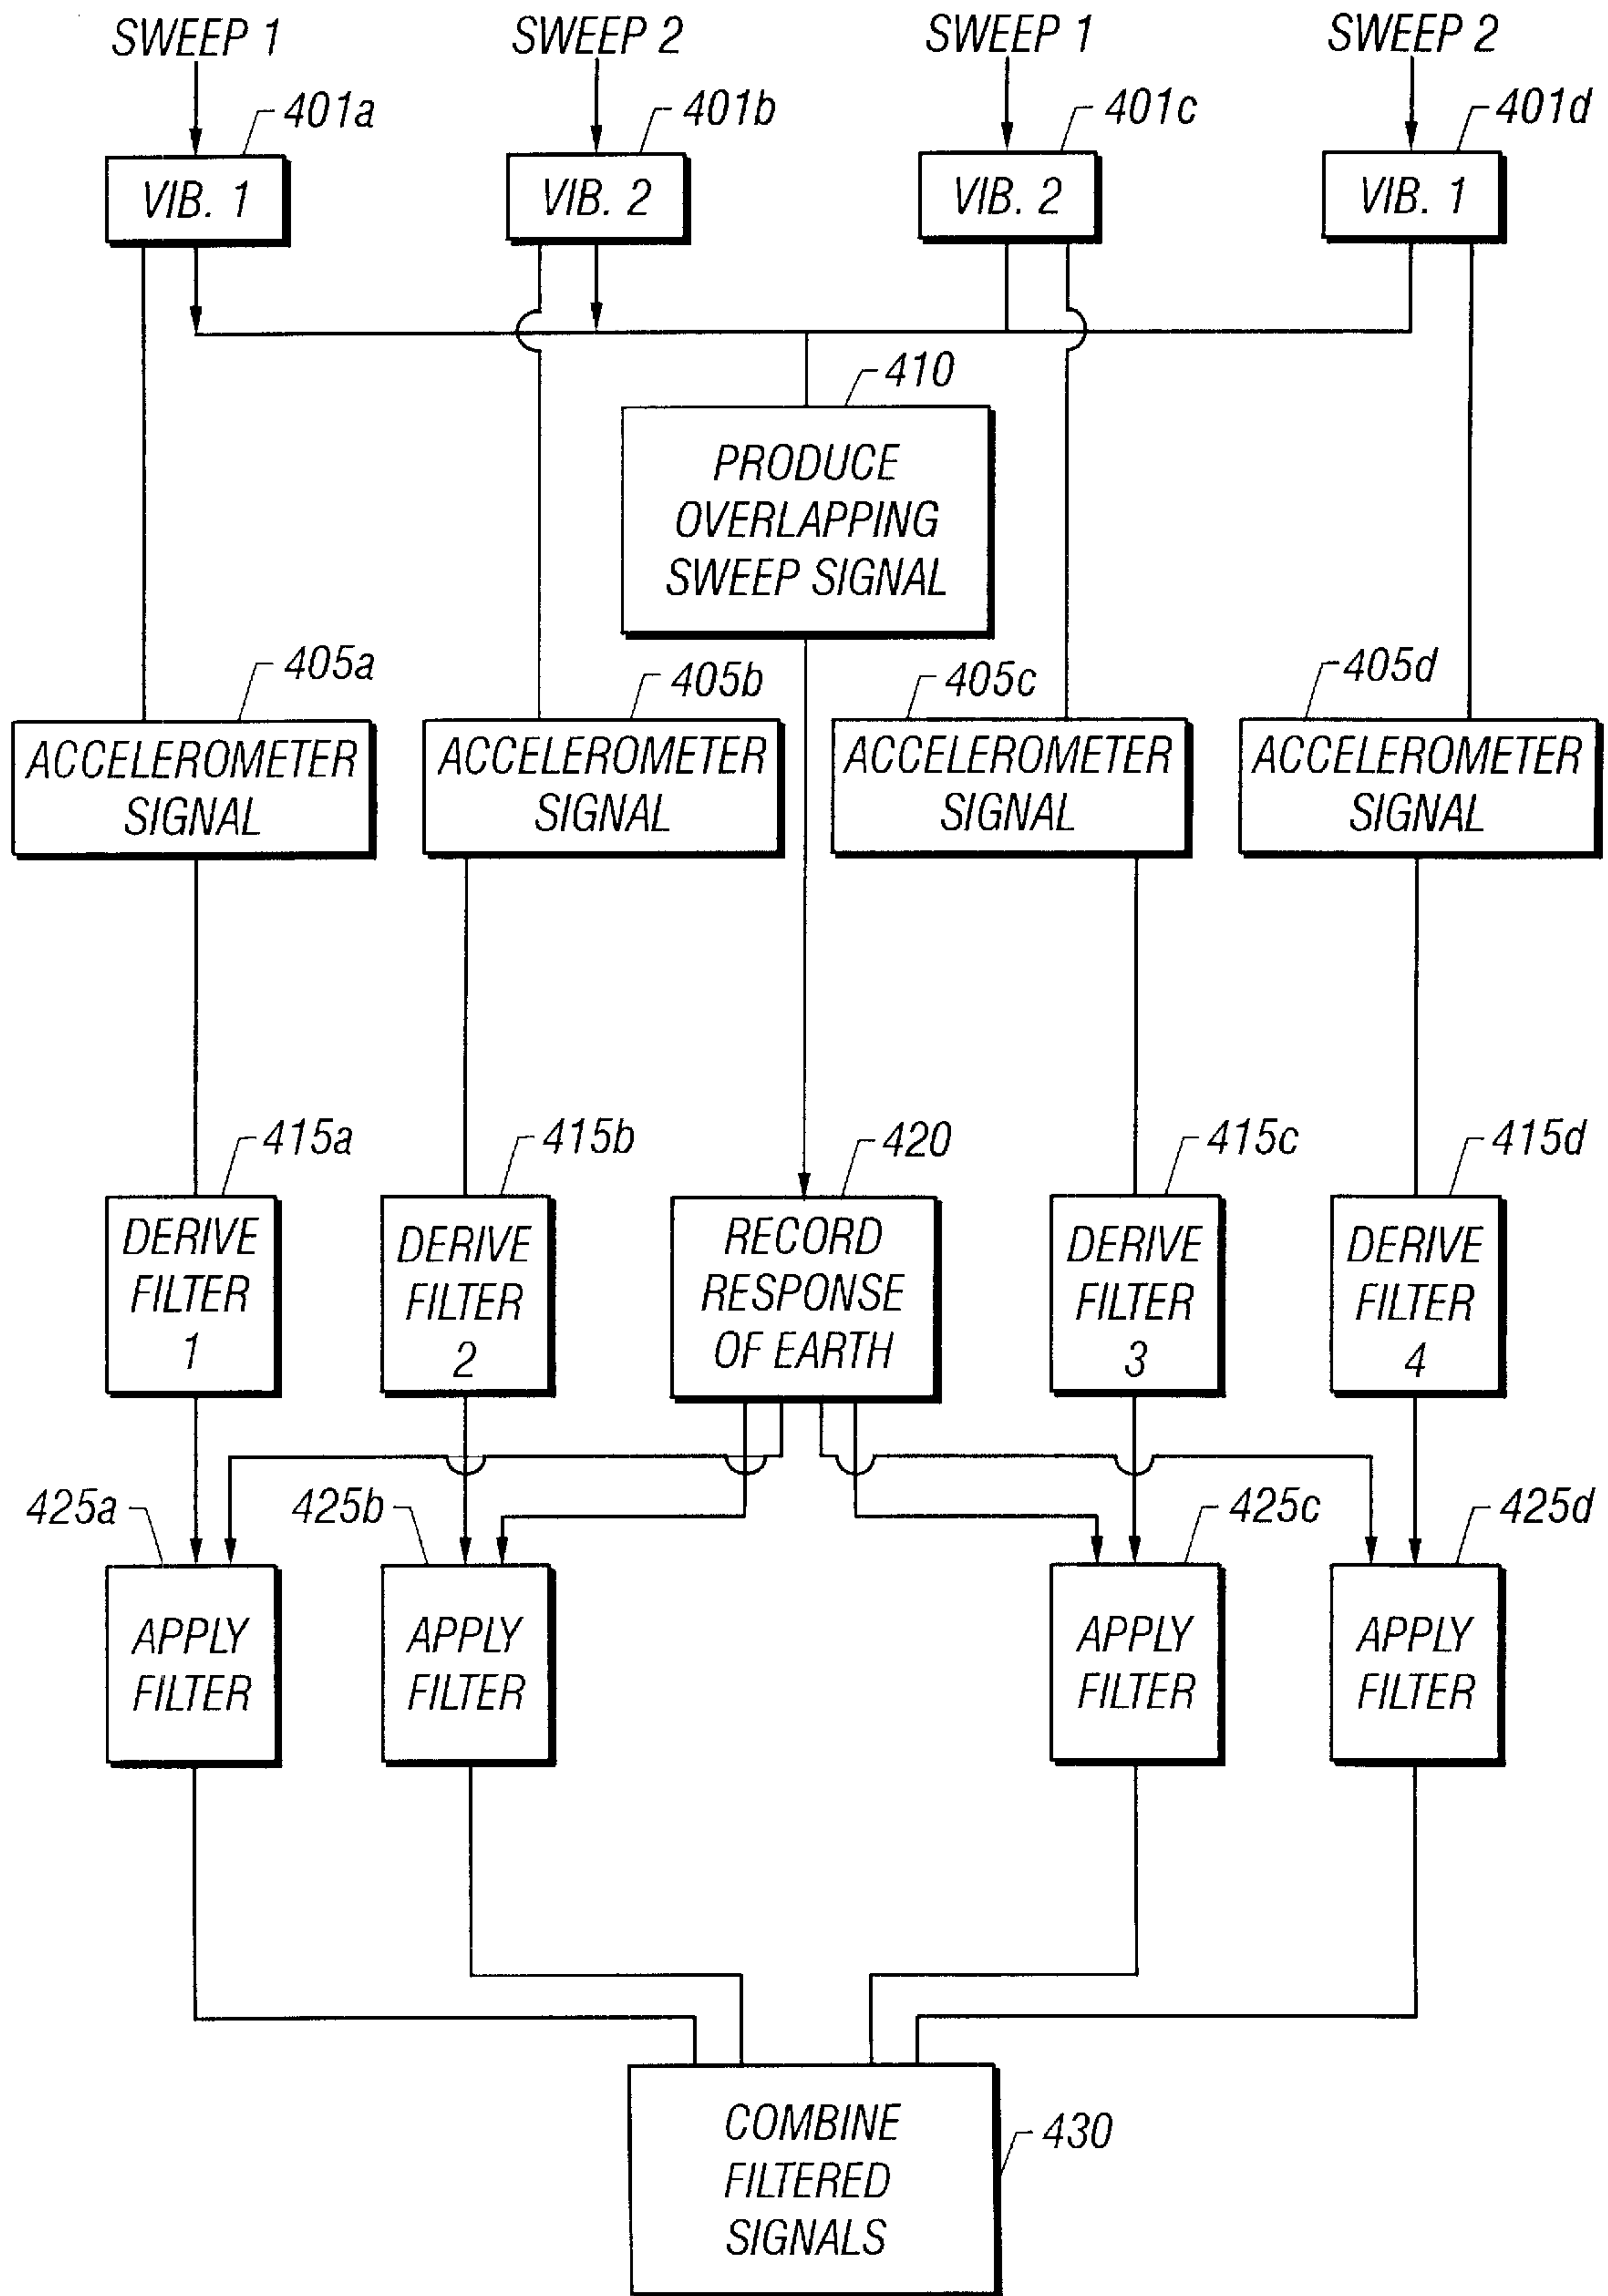 SWEEP 1
SWEEP 2
SWEEP 1
SWEEP 2
401a
401b
401c
401d
VIB. 1
VIB. 2
VIB. 2
VIB. 1
410
PRODUCE
OVERLAPPING
SWEEP SIGNAL
405a
405b
405c
405d
ACCELEROMETER
SIGNAL
ACCELEROMETER
SIGNAL
ACCELEROMETER
SIGNAL
ACCELEROMETER
SIGNAL
415a
415b
420
415c
415d
DERIVE
FILTER
1
DERIVE
FILTER
2
RECORD
RESPONSE
OF EARTH
DERIVE
FILTER
3
DERIVE
FILTER
4
425a
425b
425c
425d
APPLY
FILTER
APPLY
FILTER
APPLY
FILTER
APPLY
FILTER
COMBINE
FILTERED
SIGNALS
430